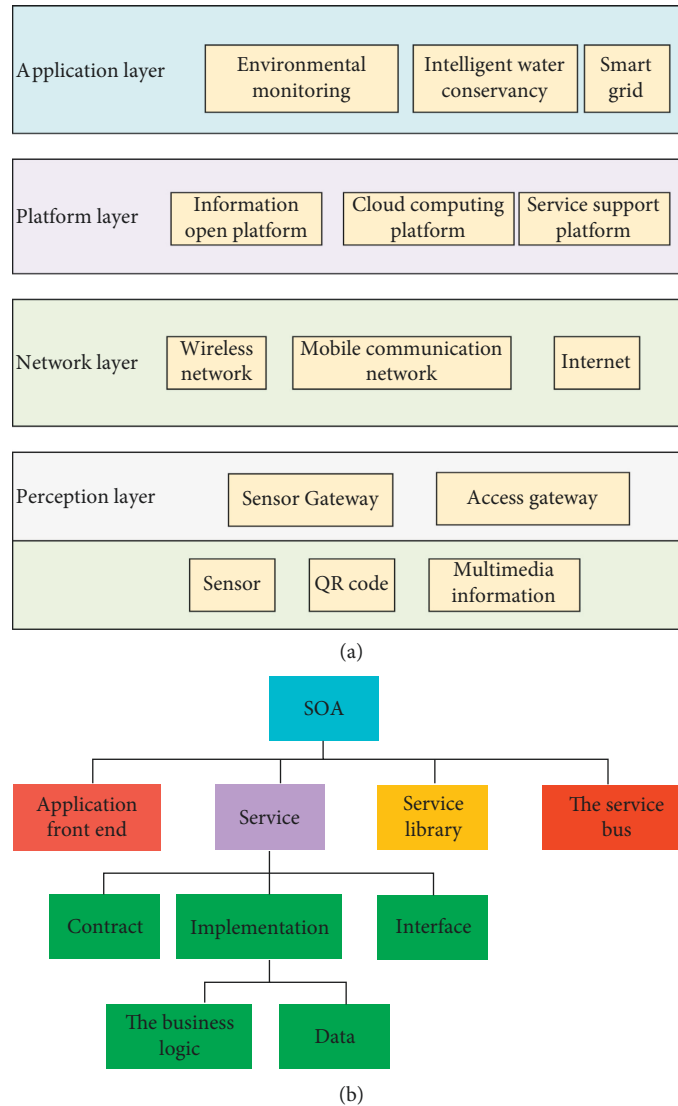 Application layer
Environmental
monitoring
Intelligent water
conservancy
Smart
grid
Platform layer
Information
open platform
Cloud computing
platform
Service support
platform
Network layer
Wireless
network
Mobile communication
network
Internet
Perception layer
Sensor Gateway
Access gateway
Sensor
QR code
Multimedia
information
(a)
SOA
Application
front end
Service
Service
library
The service
bus
Contract
Implementation
Interface
The business
logic
Data
(b)